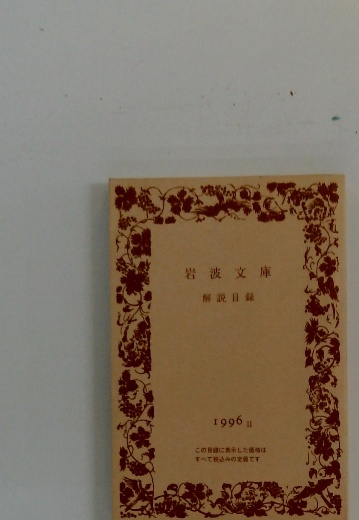 岩波文庫
解説目録
1996 II
この目録に表示した価格は
すべて税込みの定価です